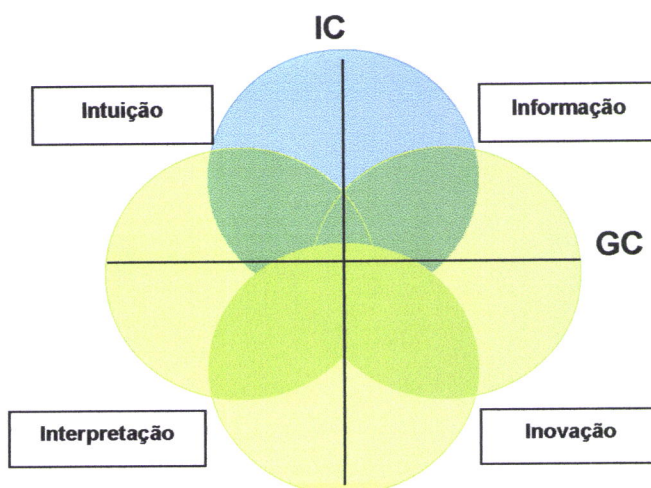 IC
Intuição
Informação
GC
Interpretação
Inovação